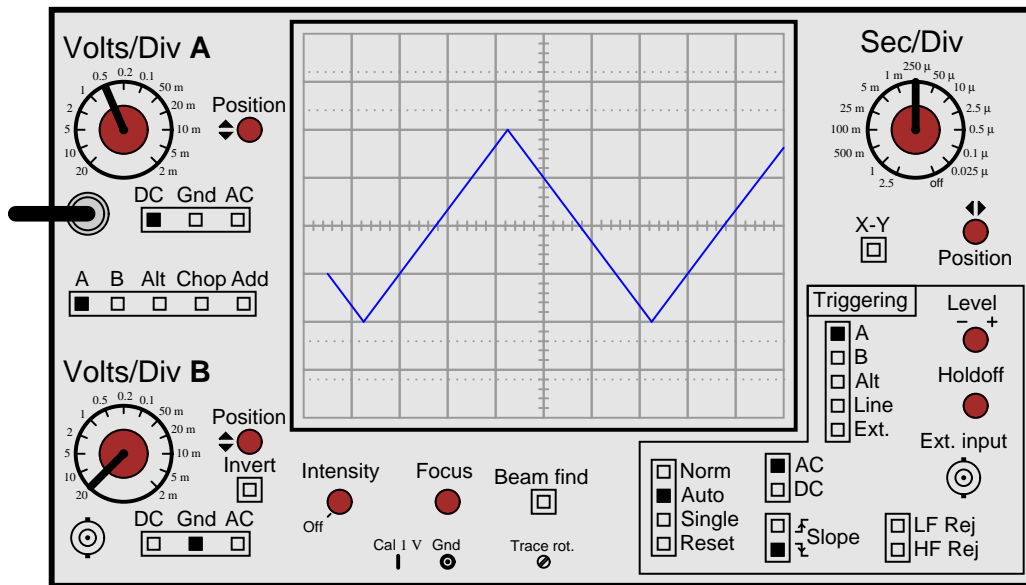 Volts/Div A
0.5 0.2 0.1
1 50 m
2 20 m
5 10 m
10 5 m
20 2 m
Position
DC Gnd AC
A B Alt Chop Add
Volts/Div B
0.5 0.2 0.1
1 50 m
2 20 m
5 10 m
10 5 m
20 2 m
Position
Invert
DC Gnd AC
Intensity
Off
Focus
Beam find
Cal 1 V Gnd
Trace rot.
Sec/Div
250 µ
1 m 50 µ
5 m 10 µ
25 m 2.5 µ
100 m 0.5 µ
500 m 0.1 µ
1 0.025 µ
2.5 off
X-Y
Position
Triggering
A
B
Alt
Line
Ext.
Level
− +
Holdoff
Ext. input
Norm
Auto
Single
Reset
AC
DC
Slope
LF Rej
HF Rej